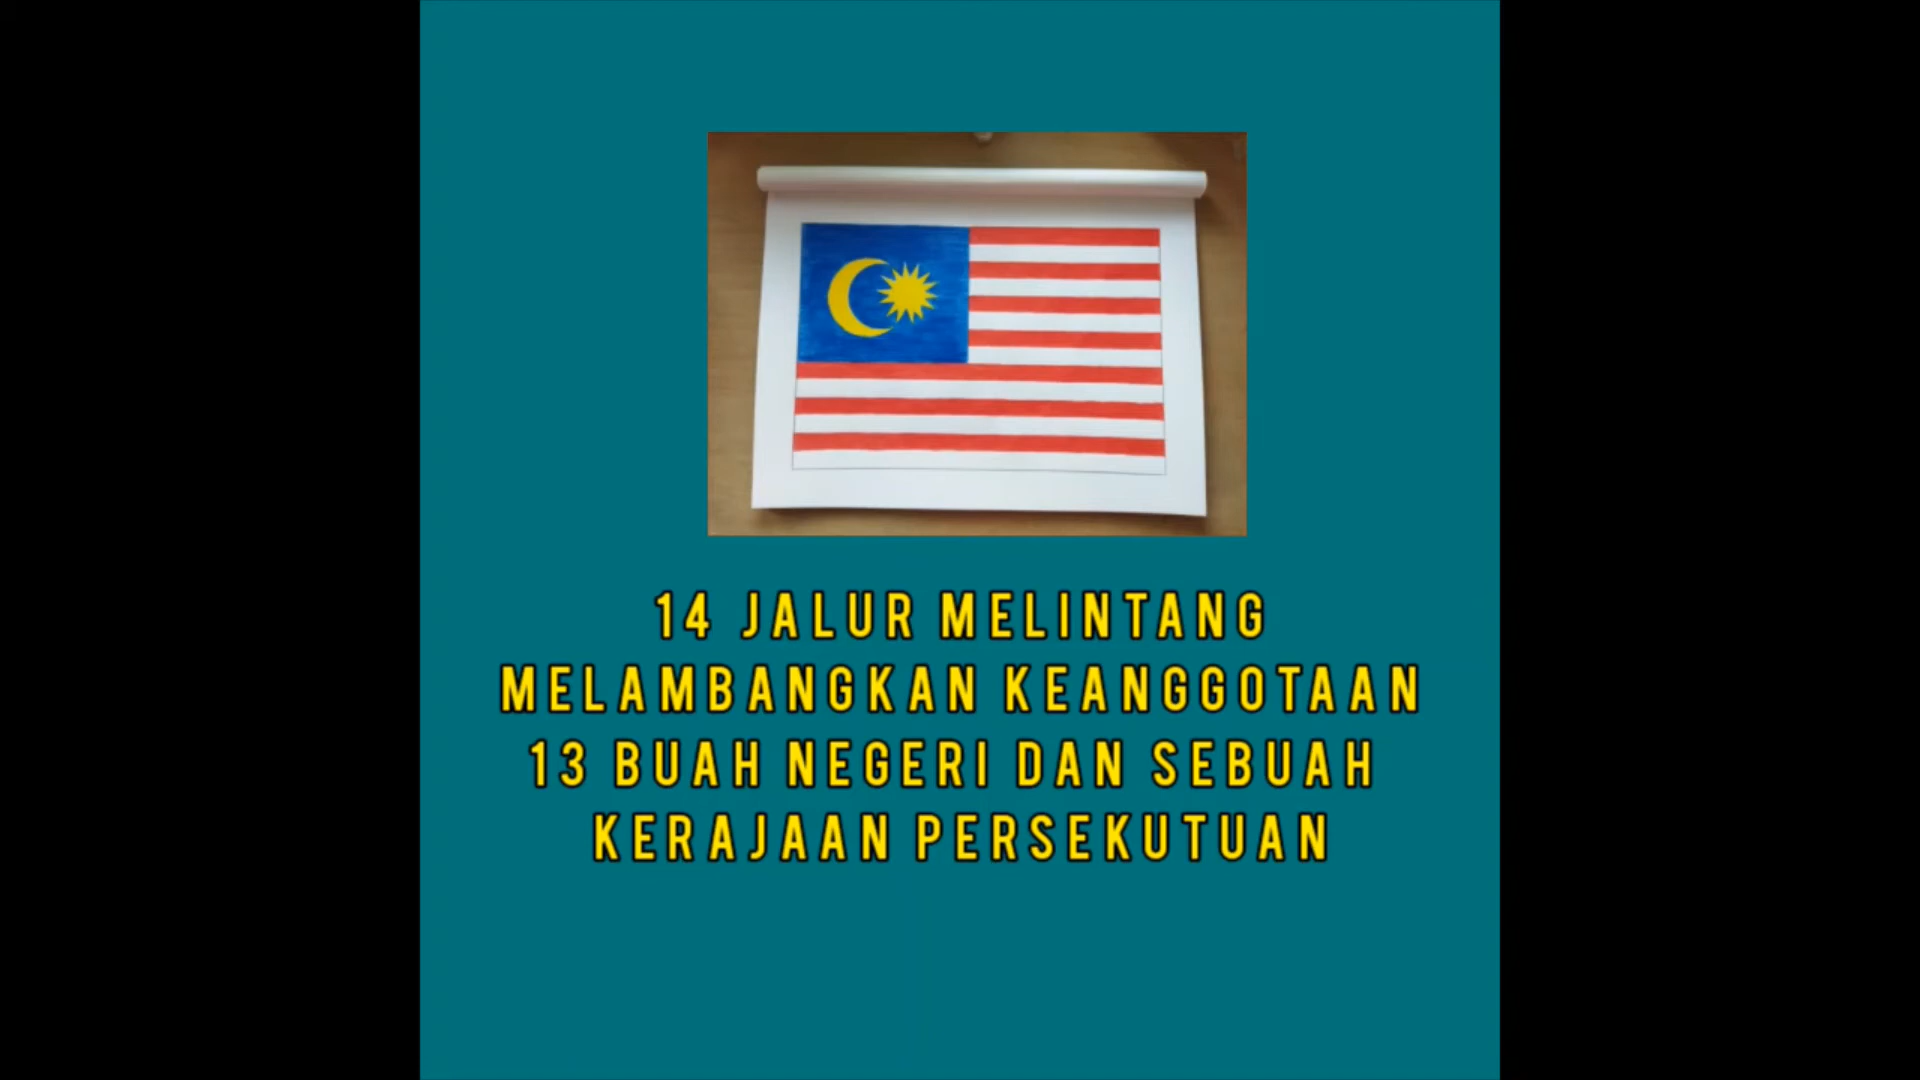 14 JALUR MELINTANG
MELAMBANGKAN KEANGGOTAAN
13 BUAH NEGERI DAN SEBUAH
KERAJAAN PERSEKUTUAN